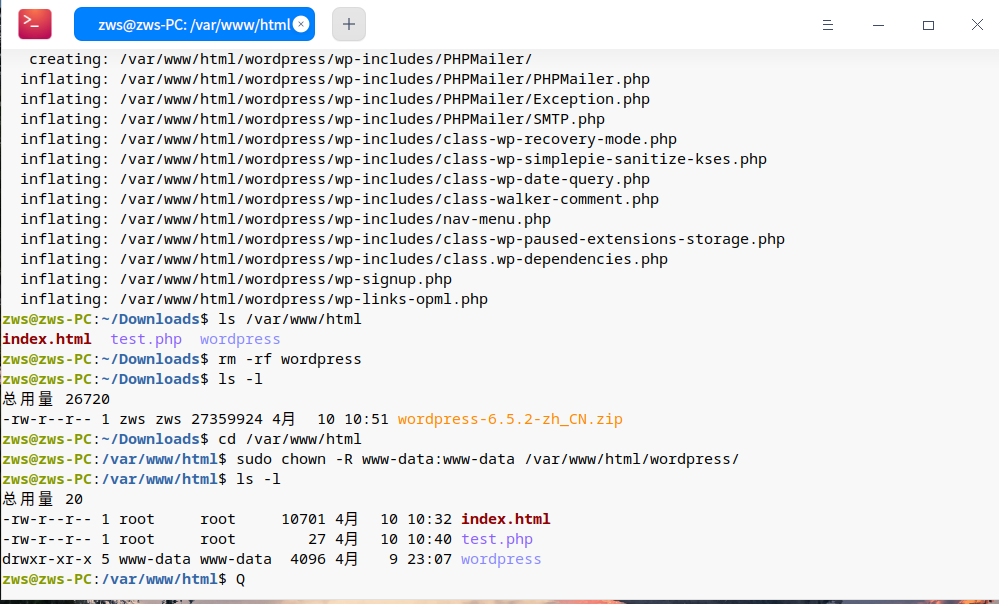 zws@zws-PC: /var/www/html
   creating: /var/www/html/wordpress/wp-includes/PHPMailer/
  inflating: /var/www/html/wordpress/wp-includes/PHPMailer/PHPMailer.php
  inflating: /var/www/html/wordpress/wp-includes/PHPMailer/Exception.php
  inflating: /var/www/html/wordpress/wp-includes/PHPMailer/SMTP.php
  inflating: /var/www/html/wordpress/wp-includes/class-wp-recovery-mode.php
  inflating: /var/www/html/wordpress/wp-includes/class-wp-simplepie-sanitize-kses.php
  inflating: /var/www/html/wordpress/wp-includes/class-wp-date-query.php
  inflating: /var/www/html/wordpress/wp-includes/class-walker-comment.php
  inflating: /var/www/html/wordpress/wp-includes/nav-menu.php
  inflating: /var/www/html/wordpress/wp-includes/class-wp-paused-extensions-storage.php
  inflating: /var/www/html/wordpress/wp-includes/class.wp-dependencies.php
  inflating: /var/www/html/wordpress/wp-signup.php
  inflating: /var/www/html/wordpress/wp-links-opml.php
zws@zws-PC:~/Downloads$ ls /var/www/html
index.html  test.php  wordpress
zws@zws-PC:~/Downloads$ rm -rf wordpress
zws@zws-PC:~/Downloads$ ls -l
总用量 26720
-rw-r--r-- 1 zws zws 27359924 4月  10 10:51 wordpress-6.5.2-zh_CN.zip
zws@zws-PC:~/Downloads$ cd /var/www/html
zws@zws-PC:/var/www/html$ sudo chown -R www-data:www-data /var/www/html/wordpress/
zws@zws-PC:/var/www/html$ ls -l
总用量 20
-rw-r--r-- 1 root     root     10701 4月  10 10:32 index.html
-rw-r--r-- 1 root     root        27 4月  10 10:40 test.php
drwxr-xr-x 5 www-data www-data  4096 4月   9 23:07 wordpress
zws@zws-PC:/var/www/html$ Q